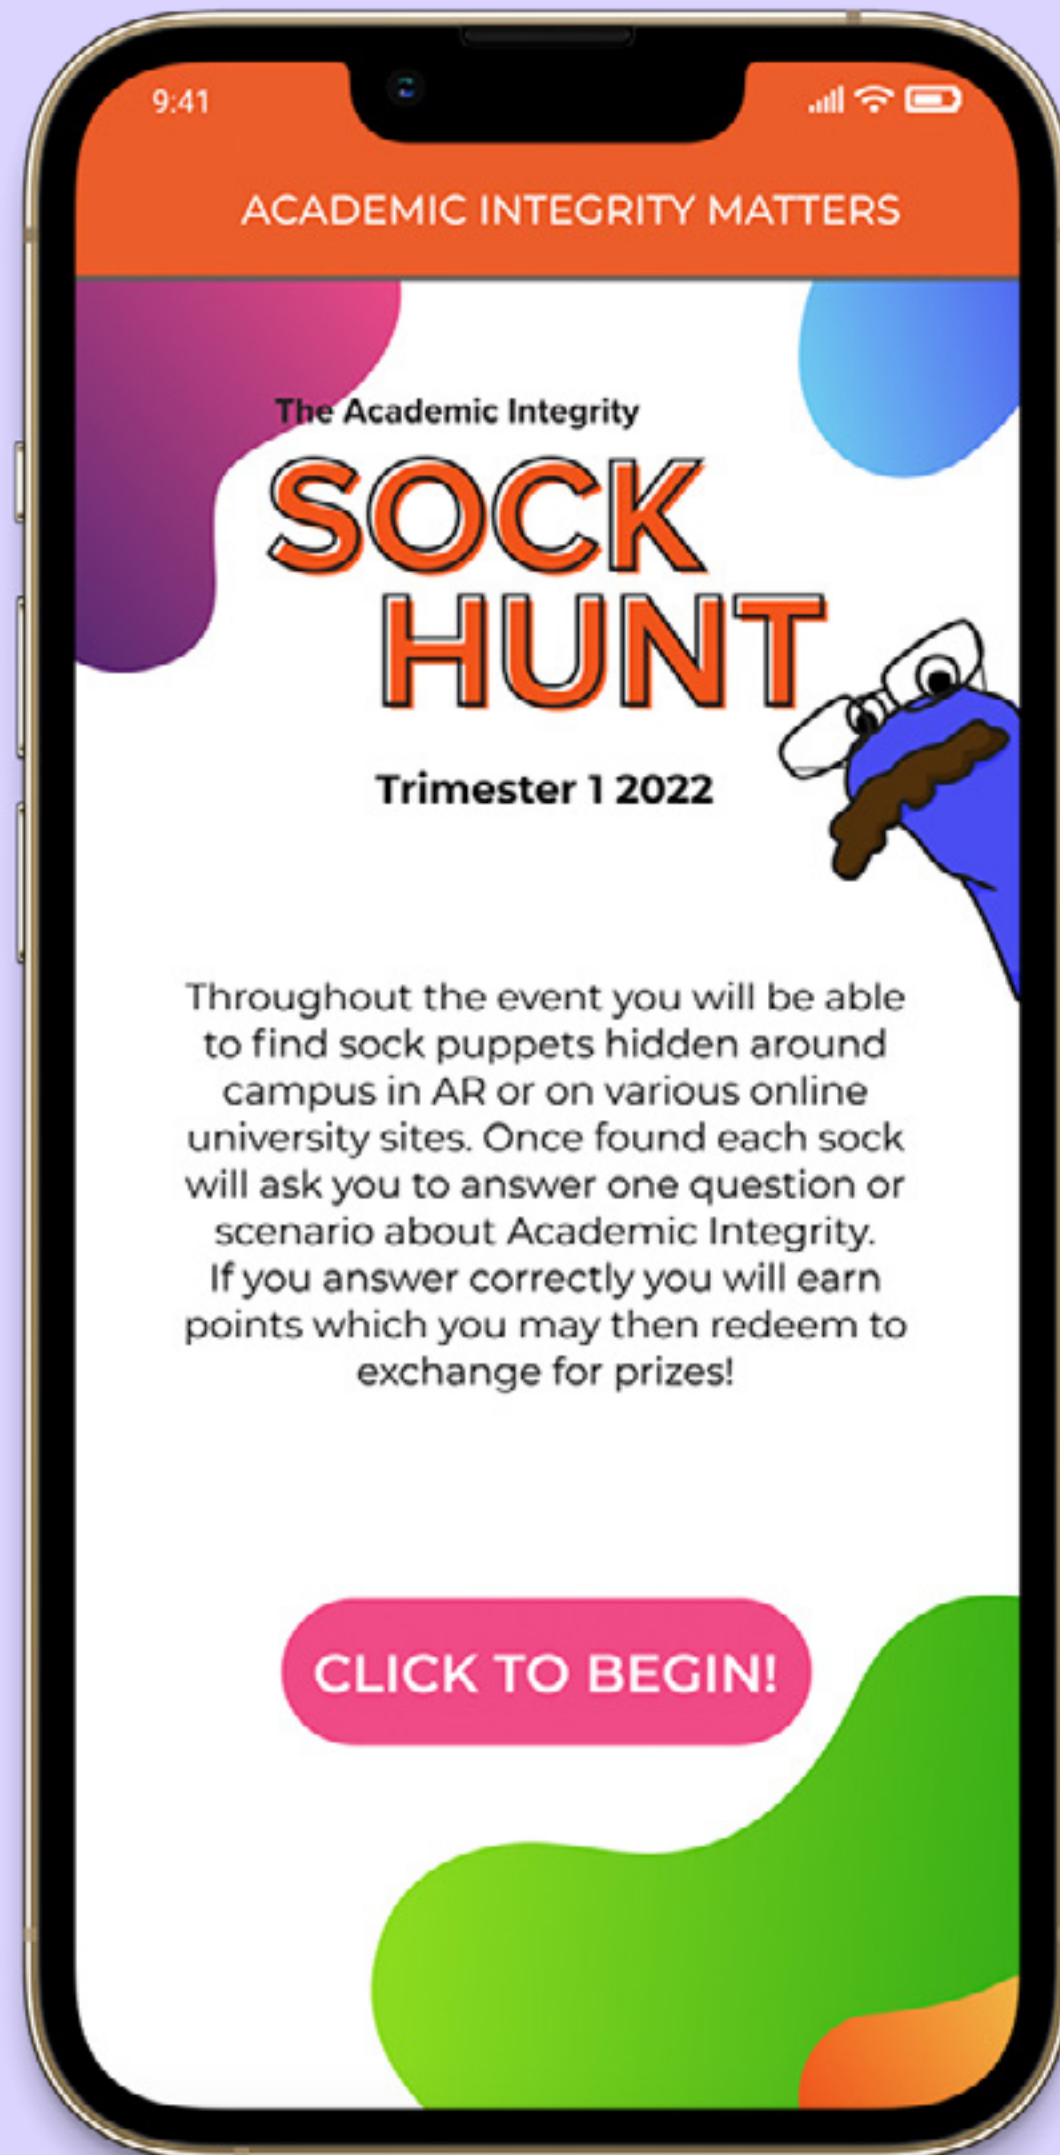 9:41
ACADEMIC INTEGRITY MATTERS
The Academic Integrity
SOCK
HUNT
Trimester 1 2022
Throughout the event you will be able
to find sock puppets hidden around
campus in AR or on various online
university sites. Once found each sock
will ask you to answer one question or
scenario about Academic Integrity.
If you answer correctly you will earn
points which you may then redeem to
exchange for prizes!
CLICK TO BEGIN!